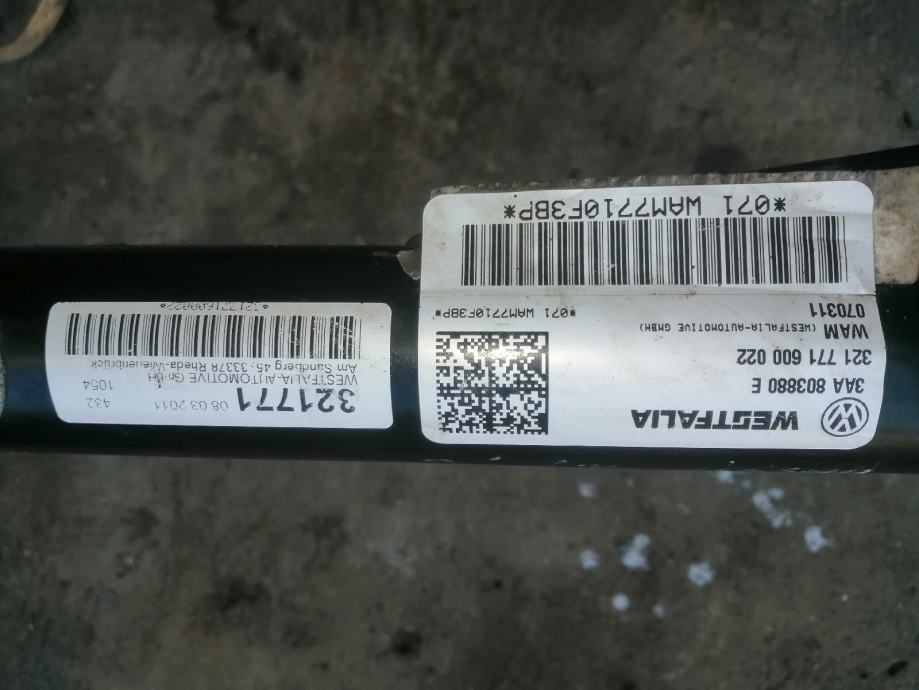 WESTFALIA
3AA 803880 E
321 771 600 022
WAM (WESTFALIA-AUTOMOTIVE GMBH)
070311
*071 WAM7710F3BP*
*071 WAM7710F3BP*
321771 08.03.2011 432
1054
WESTFALIA-AUTOMOTIVE GmbH
Am Sandberg 45, 33378 Rheda-Wiedenbrück
*321771600022*